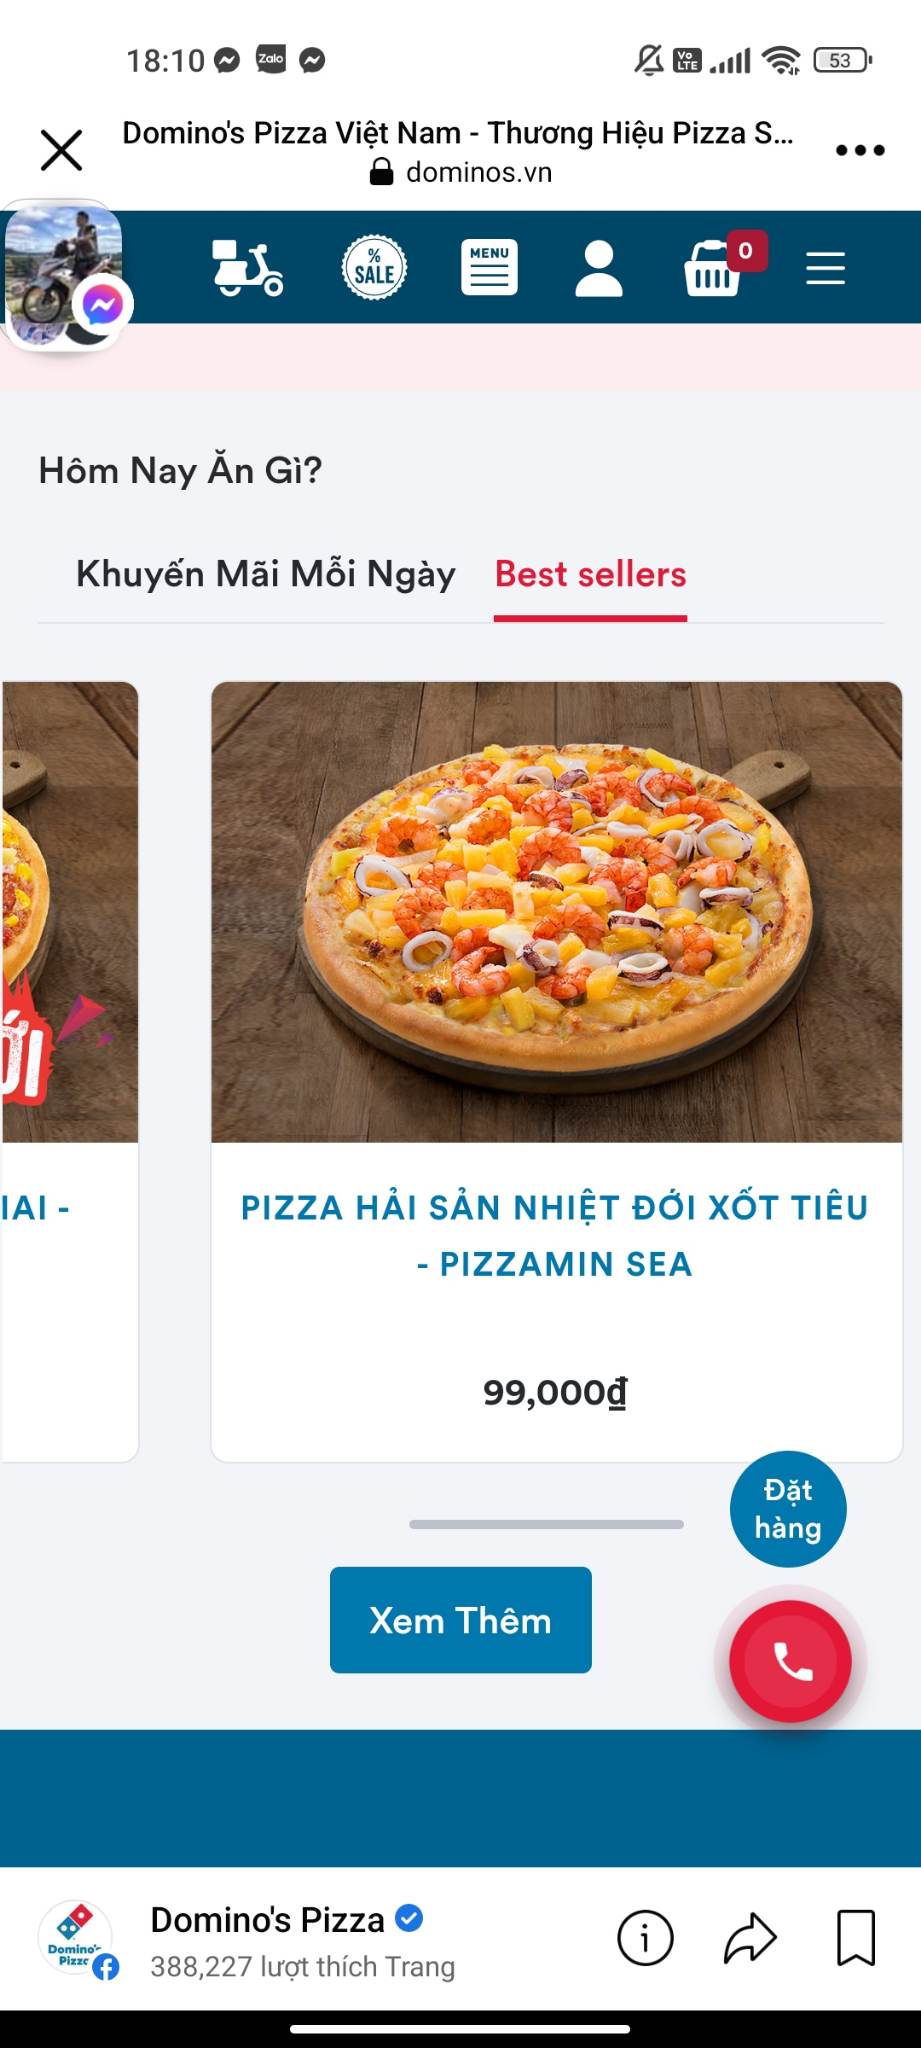 18:10
Zalo
Vo
LTE
53
Domino's Pizza Việt Nam - Thương Hiệu Pizza S...
dominos.vn
%
SALE
MENU
0
Hôm Nay Ăn Gì?
Khuyến Mãi Mỗi Ngày
Best sellers
IAI -
PIZZA HẢI SẢN NHIỆT ĐỚI XỐT TIÊU
- PIZZAMIN SEA
99,000₫
Đặt
hàng
Xem Thêm
Domino's
Pizza
Domino's Pizza
388,227 lượt thích Trang